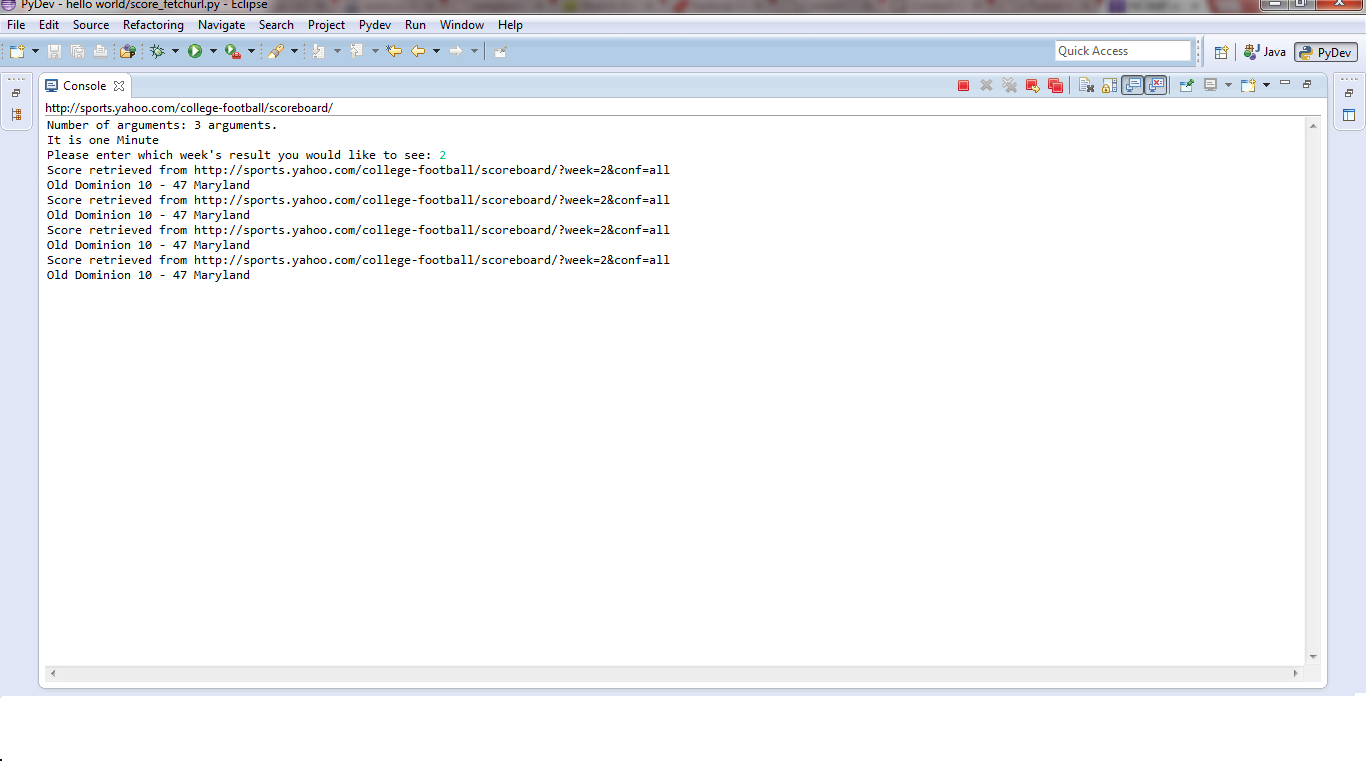 PyDev - hello world/score_fetchurl.py - Eclipse
File Edit Source Refactoring Navigate Search Project Pydev Run Window Help
Quick Access Java PyDev
Console
http://sports.yahoo.com/college-football/scoreboard/
Number of arguments: 3 arguments.
It is one Minute
Please enter which week's result you would like to see: 2
Score retrieved from http://sports.yahoo.com/college-football/scoreboard/?week=2&conf=all
Old Dominion 10 - 47 Maryland
Score retrieved from http://sports.yahoo.com/college-football/scoreboard/?week=2&conf=all
Old Dominion 10 - 47 Maryland
Score retrieved from http://sports.yahoo.com/college-football/scoreboard/?week=2&conf=all
Old Dominion 10 - 47 Maryland
Score retrieved from http://sports.yahoo.com/college-football/scoreboard/?week=2&conf=all
Old Dominion 10 - 47 Maryland